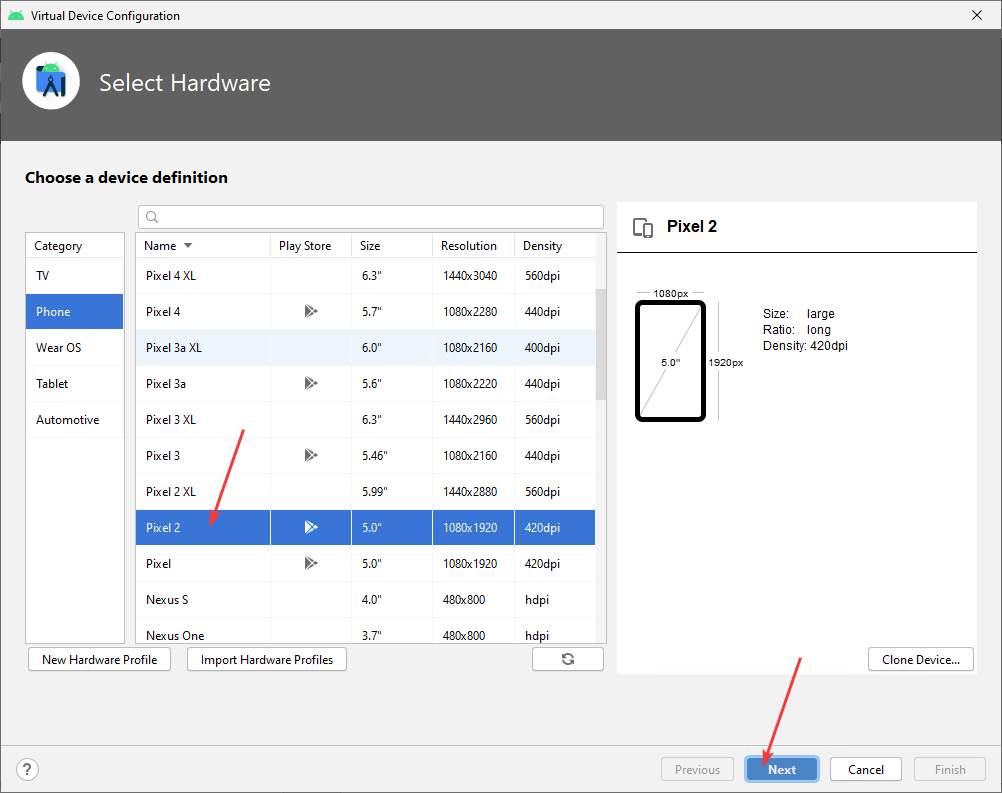 Virtual Device Configuration
Select Hardware
Choose a device definition
Category
TV
Phone
Wear OS
Tablet
Automotive
Name Play Store Size Resolution Density
Pixel 4 XL 6.3" 1440x3040 560dpi
Pixel 4 5.7" 1080x2280 440dpi
Pixel 3a XL 6.0" 1080x2160 400dpi
Pixel 3a 5.6" 1080x2220 440dpi
Pixel 3 XL 6.3" 1440x2960 560dpi
Pixel 3 5.46" 1080x2160 440dpi
Pixel 2 XL 5.99" 1440x2880 560dpi
Pixel 2 5.0" 1080x1920 420dpi
Pixel 5.0" 1080x1920 420dpi
Nexus S 4.0" 480x800 hdpi
Nexus One 3.7" 480x800 hdpi
New Hardware Profile Import Hardware Profiles
Pixel 2
1080px
5.0"
1920px
Size: large
Ratio: long
Density: 420dpi
Clone Device...
? Previous Next Cancel Finish